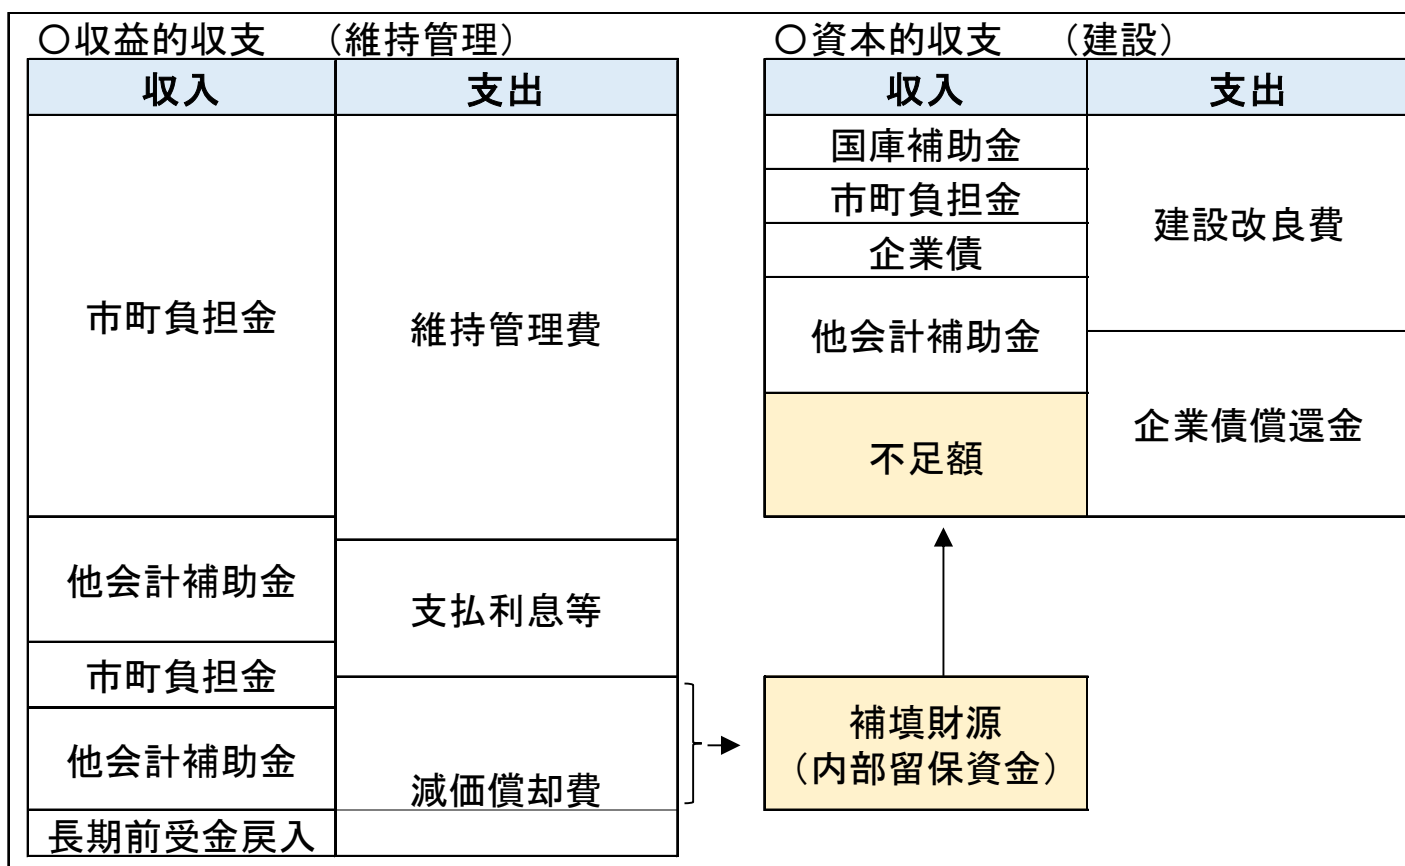 〇収益的収支　（維持管理）
収入
支出
市町負担金
維持管理費
他会計補助金
支払利息等
市町負担金
他会計補助金
減価償却費
長期前受金戻入
〇資本的収支　（建設）
収入
支出
国庫補助金
市町負担金
企業債
建設改良費
他会計補助金
企業債償還金
不足額
補填財源
（内部留保資金）